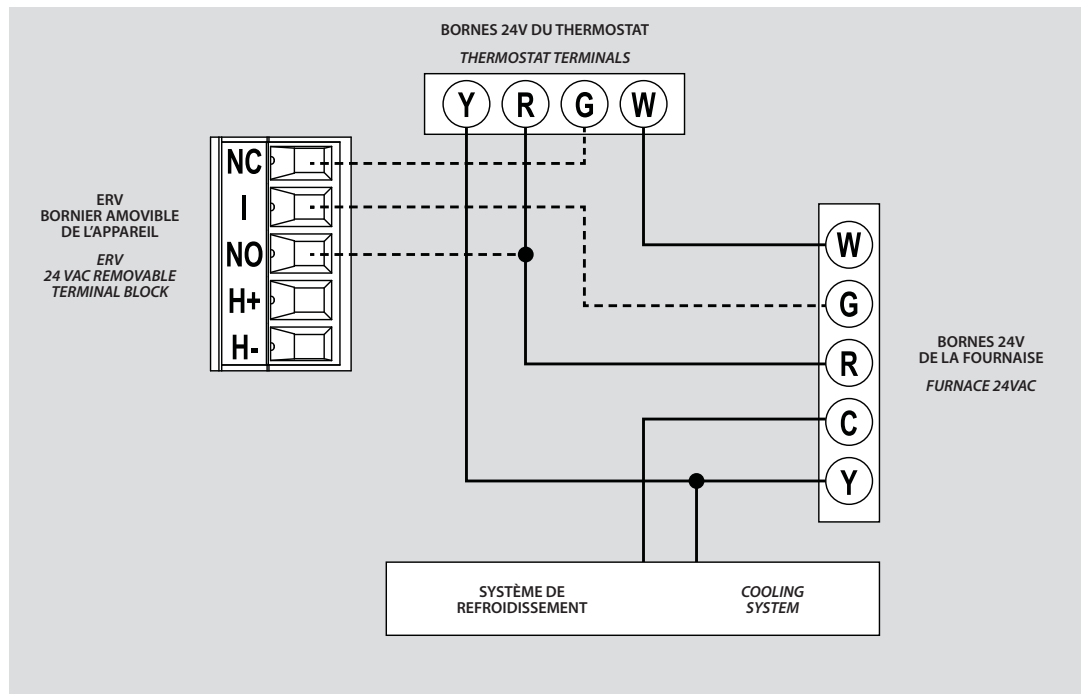 BORNES 24V DU THERMOSTAT
THERMOSTAT TERMINALS
Y R G W
NC
I
NO
H+
H-
ERV
BORNIER AMOVIBLE
DE L'APPAREIL
ERV
24 VAC REMOVABLE
TERMINAL BLOCK
W
G
R
C
Y
BORNES 24V
DE LA FOURNAISE
FURNACE 24VAC
SYSTÈME DE
REFROIDISSEMENT
COOLING
SYSTEM